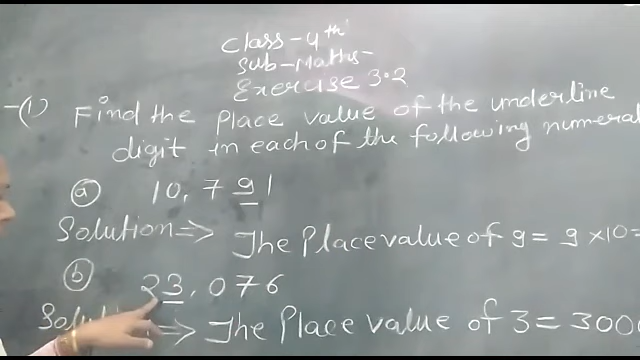 Class-4th
Sub-Maths-
Exercise 3.2
(1) Find the place value of the underline
digit in each of the following numeral
(a) 10,791
Solution => The Place value of 9 = 9 ×10=
(b) 23,076
=> The Place value of 3 = 3000